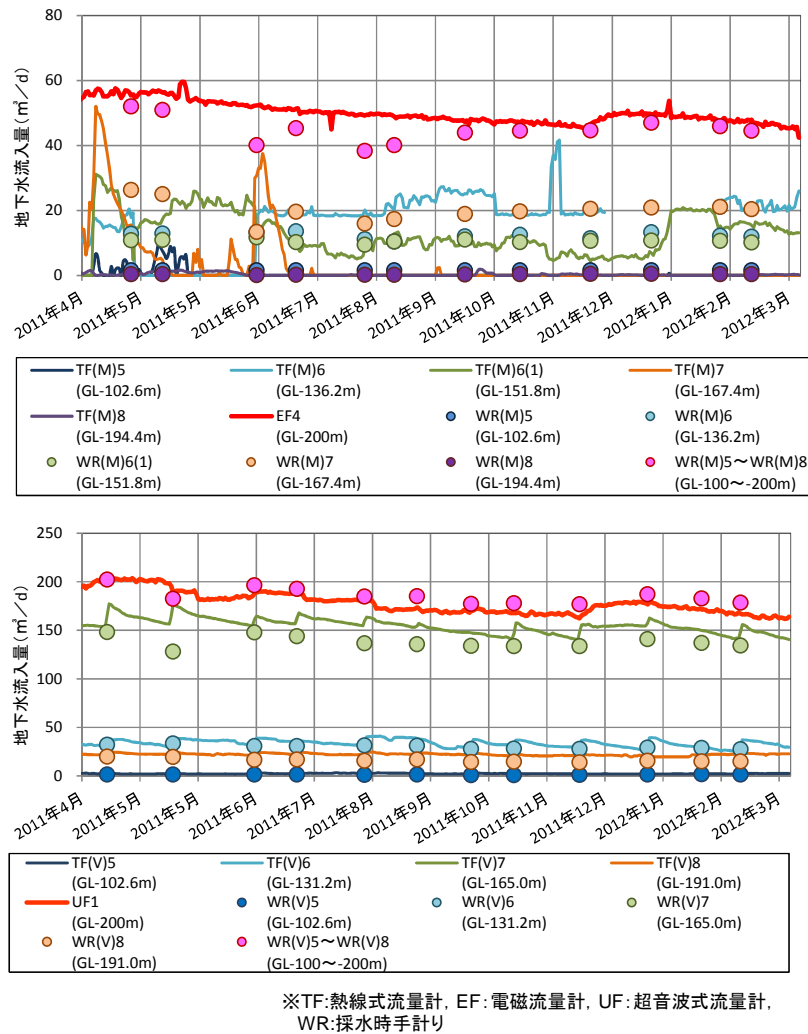 80
60
40
20
0
地下水流入量(㎥/d)
2011年4月
2011年5月
2011年5月
2011年6月
2011年7月
2011年8月
2011年9月
2011年10月
2011年11月
2011年12月
2012年1月
2012年2月
2012年3月
TF(M)5
(GL-102.6m)
TF(M)6
(GL-136.2m)
TF(M)6(1)
(GL-151.8m)
TF(M)7
(GL-167.4m)
TF(M)8
(GL-194.4m)
EF4
(GL-200m)
WR(M)5
(GL-102.6m)
WR(M)6
(GL-136.2m)
WR(M)6(1)
(GL-151.8m)
WR(M)7
(GL-167.4m)
WR(M)8
(GL-194.4m)
WR(M)5~WR(M)8
(GL-100~-200m)
250
200
150
100
50
0
地下水流入量(㎥/d)
2011年4月
2011年5月
2011年5月
2011年6月
2011年7月
2011年8月
2011年9月
2011年10月
2011年11月
2011年12月
2012年1月
2012年2月
2012年3月
TF(V)5
(GL-102.6m)
TF(V)6
(GL-131.2m)
TF(V)7
(GL-165.0m)
TF(V)8
(GL-191.0m)
UF1
(GL-200m)
WR(V)5
(GL-102.6m)
WR(V)6
(GL-131.2m)
WR(V)7
(GL-165.0m)
WR(V)8
(GL-191.0m)
WR(V)5~WR(V)8
(GL-100~-200m)
※TF:熱線式流量計, EF:電磁流量計, UF:超音波式流量計,
WR:採水時手計り